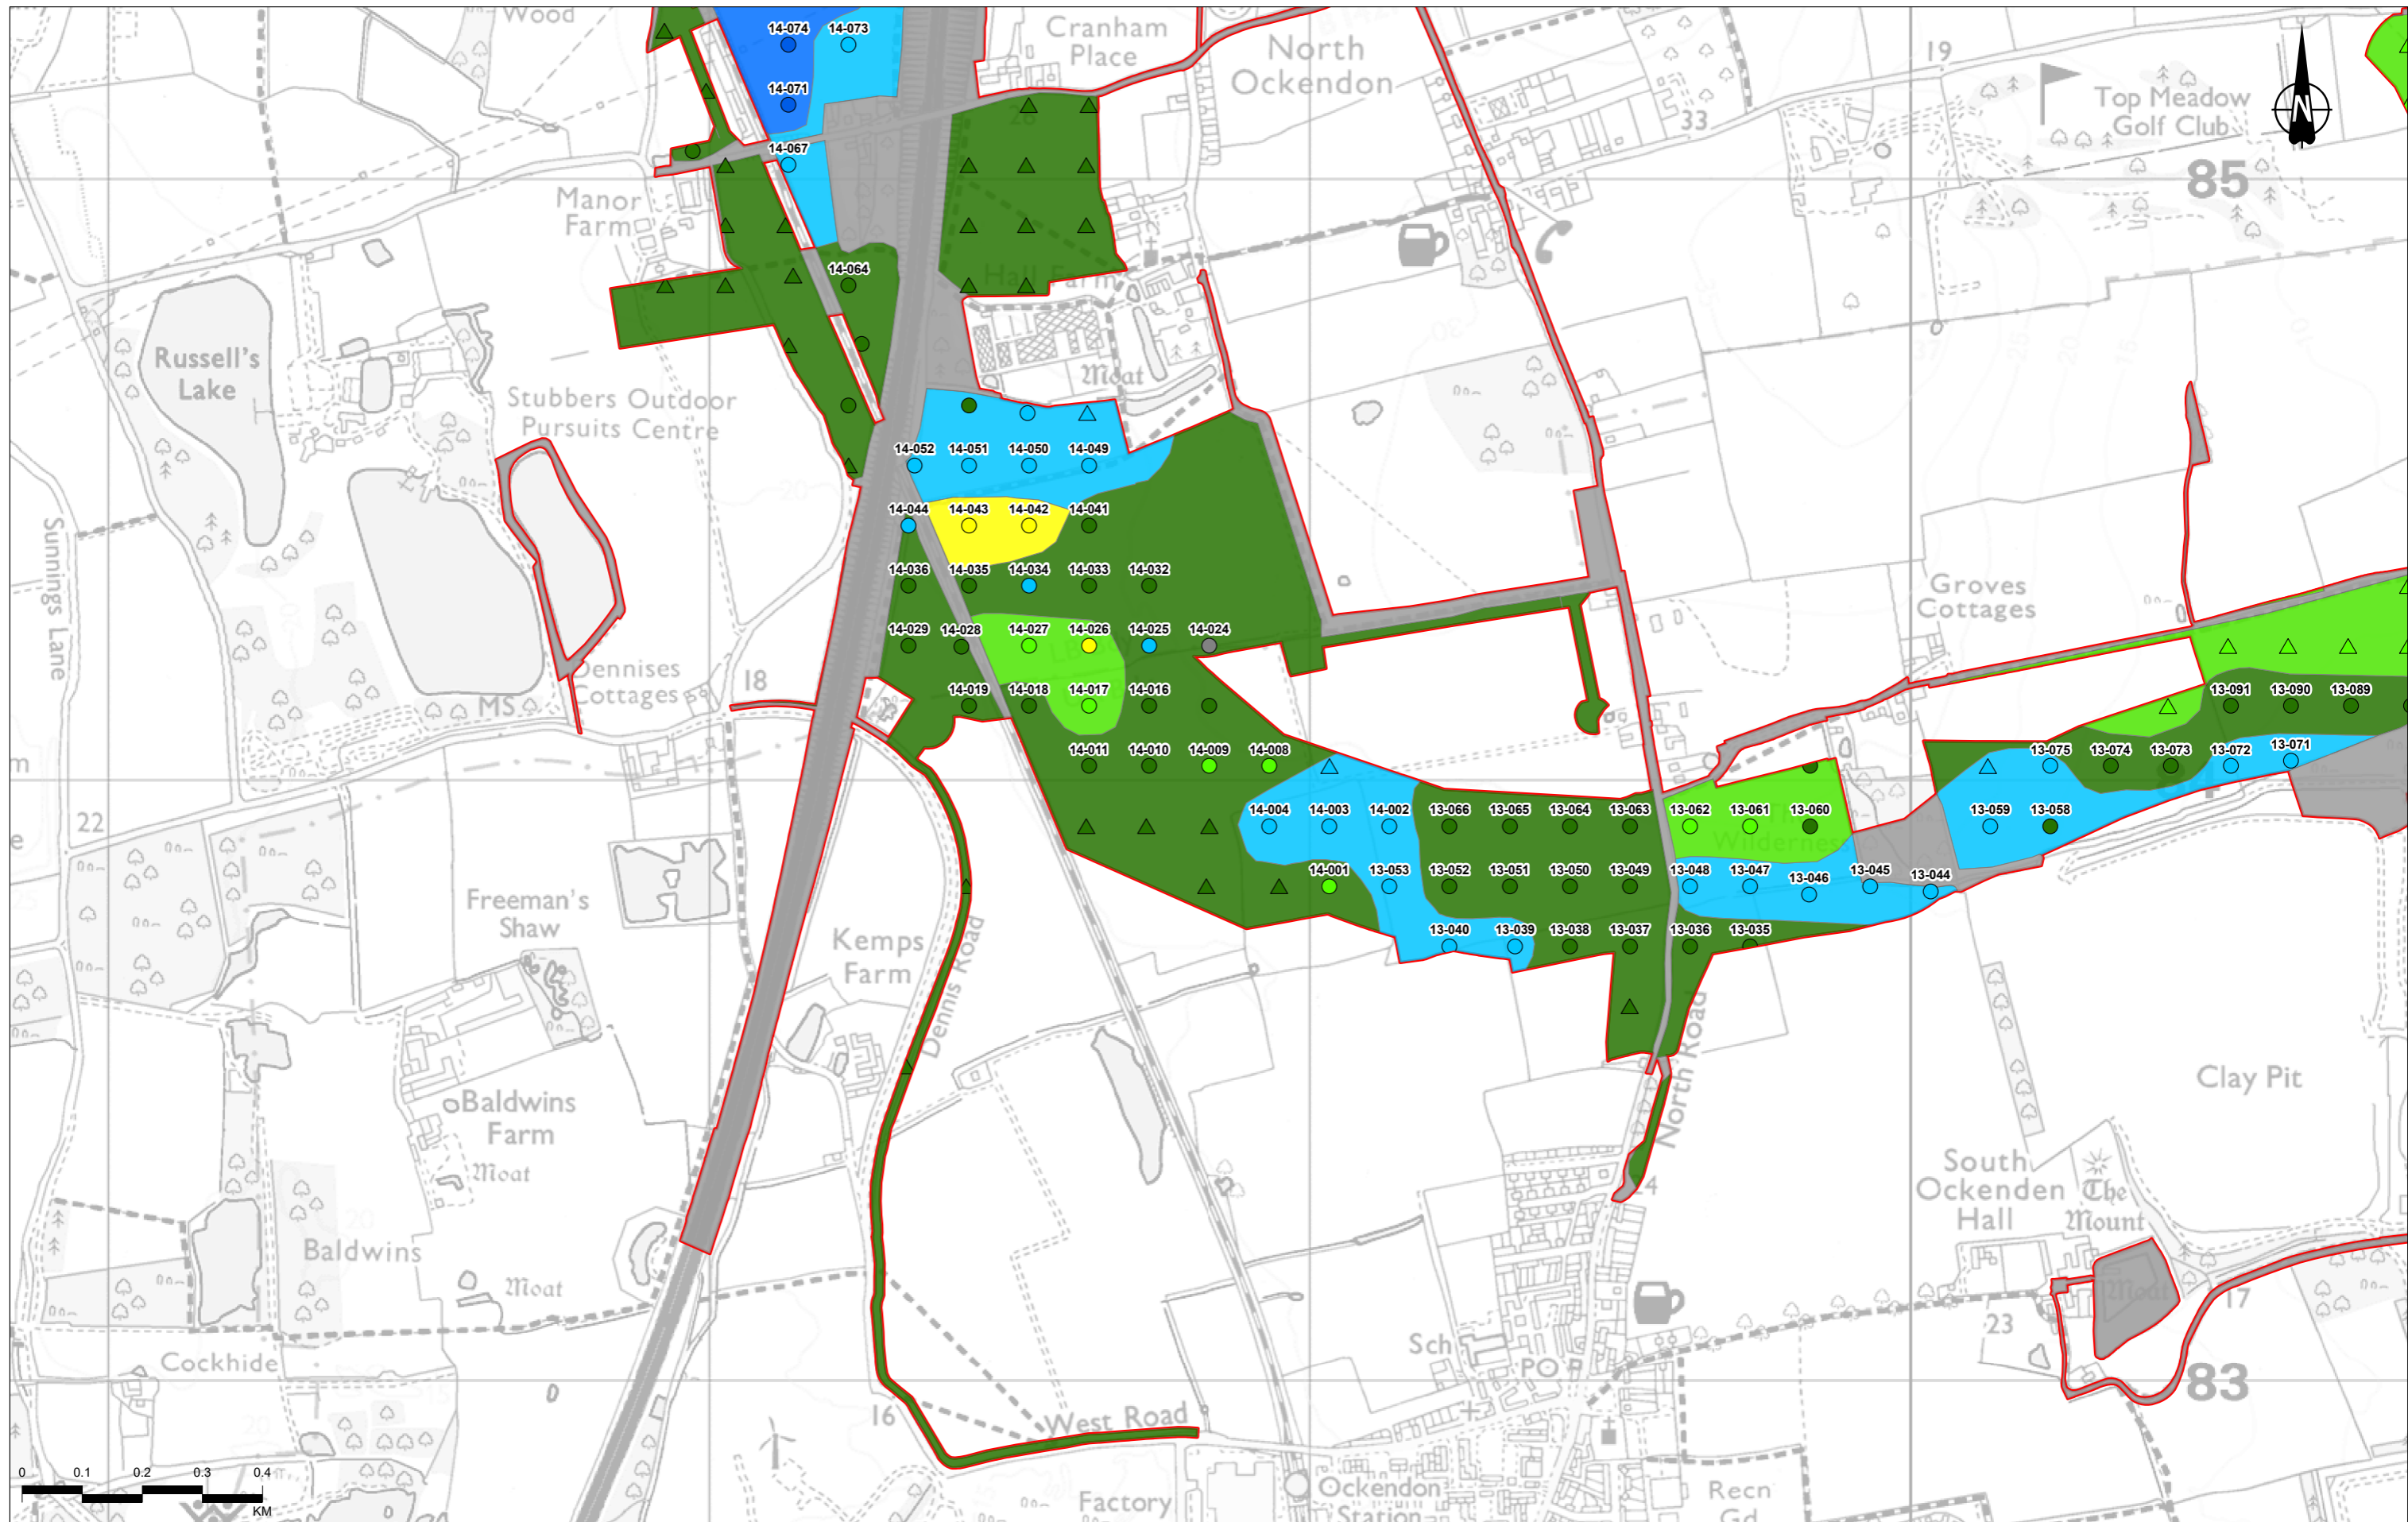 Wood
14-074
14-073
Cranham
Place
North
Ockendon
19
Top Meadow
Golf Club
N
14-071
26
33
14-067
85
Manor
Farm
14-064
Hall Farm
30
37
Russell's
Lake
Moat
Stubbers Outdoor
Pursuits Centre
14-052
14-051
14-050
14-049
20
14-044
14-043
14-042
14-041
Sunnings Lane
14-036
14-035
14-034
14-033
14-032
Groves
Cottages
14-029
14-028
14-027
14-026
14-025
14-024
Dennises
Cottages
18
MS
14-019
14-018
14-017
14-016
13-091
13-090
13-089
14-011
14-010
14-009
14-008
13-075
13-074
13-073
13-072
13-071
22
14-004
14-003
14-002
13-066
13-065
13-064
13-063
13-062
13-061
13-060
13-059
13-058
Wilderness
14-001
13-053
13-052
13-051
13-050
13-049
13-048
13-047
13-046
13-045
13-044
Freeman's
Shaw
Kemps
Farm
Dennis Road
13-040
13-039
13-038
13-037
13-036
13-035
North Road
Clay Pit
Baldwins
Farm
Moat
South
Ockenden
Hall
The
Mount
Baldwins
Moat
Moat
17
23
Cockhide
Sch
PO
83
16
West Road
0
0.1
0.2
0.3
0.4
KM
Factory
Ockendon
Station
Recn
Gd